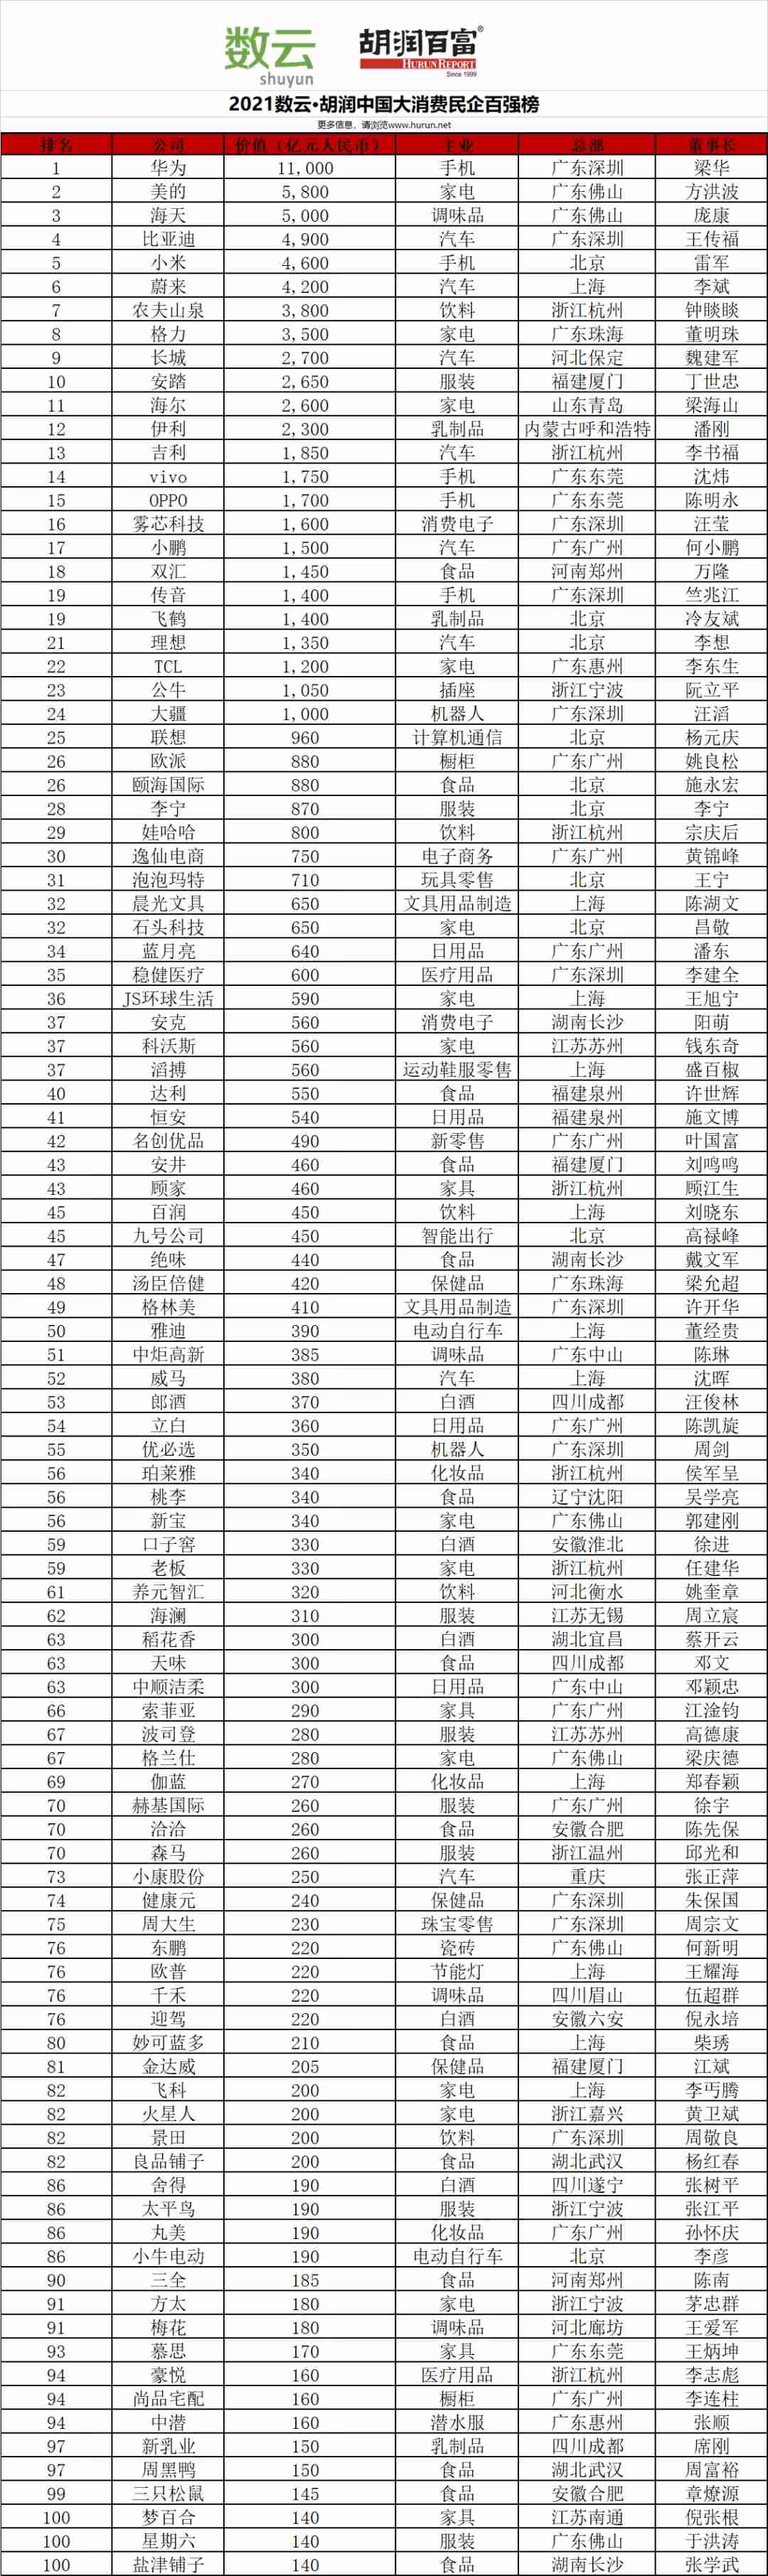 数云
shuyun
胡润百富®
HURUN REPORT
Since 1999
2021数云•胡润中国大消费民企百强榜
更多信息，请浏览www.hurun.net
排名 公司 价值（亿元人民币） 主业 总部 董事长
1 华为 11,000 手机 广东深圳 梁华
2 美的 5,800 家电 广东佛山 方洪波
3 海天 5,000 调味品 广东佛山 庞康
4 比亚迪 4,900 汽车 广东深圳 王传福
5 小米 4,600 手机 北京 雷军
6 蔚来 4,200 汽车 上海 李斌
7 农夫山泉 3,800 饮料 浙江杭州 钟睒睒
8 格力 3,500 家电 广东珠海 董明珠
9 长城 2,700 汽车 河北保定 魏建军
10 安踏 2,650 服装 福建厦门 丁世忠
11 海尔 2,600 家电 山东青岛 梁海山
12 伊利 2,300 乳制品 内蒙古呼和浩特 潘刚
13 吉利 1,850 汽车 浙江杭州 李书福
14 vivo 1,750 手机 广东东莞 沈炜
15 OPPO 1,700 手机 广东东莞 陈明永
16 雾芯科技 1,600 消费电子 广东深圳 汪莹
17 小鹏 1,500 汽车 广东广州 何小鹏
18 双汇 1,450 食品 河南郑州 万隆
19 传音 1,400 手机 广东深圳 竺兆江
19 飞鹤 1,400 乳制品 北京 冷友斌
21 理想 1,350 汽车 北京 李想
22 TCL 1,200 家电 广东惠州 李东生
23 公牛 1,050 插座 浙江宁波 阮立平
24 大疆 1,000 机器人 广东深圳 汪滔
25 联想 960 计算机通信 北京 杨元庆
26 欧派 880 橱柜 广东广州 姚良松
26 颐海国际 880 食品 北京 施永宏
28 李宁 870 服装 北京 李宁
29 娃哈哈 800 饮料 浙江杭州 宗庆后
30 逸仙电商 750 电子商务 广东广州 黄锦峰
31 泡泡玛特 710 玩具零售 北京 王宁
32 晨光文具 650 文具用品制造 上海 陈湖文
32 石头科技 650 家电 北京 昌敬
34 蓝月亮 640 日用品 广东广州 潘东
35 稳健医疗 600 医疗用品 广东深圳 李建全
36 JS环球生活 590 家电 上海 王旭宁
37 安克 560 消费电子 湖南长沙 阳萌
37 科沃斯 560 家电 江苏苏州 钱东奇
37 滔搏 560 运动鞋服零售 上海 盛百椒
40 达利 550 食品 福建泉州 许世辉
41 恒安 540 日用品 福建泉州 施文博
42 名创优品 490 新零售 广东广州 叶国富
43 安井 460 食品 福建厦门 刘鸣鸣
43 顾家 460 家具 浙江杭州 顾江生
45 百润 450 饮料 上海 刘晓东
45 九号公司 450 智能出行 北京 高禄峰
47 绝味 440 食品 湖南长沙 戴文军
48 汤臣倍健 420 保健品 广东珠海 梁允超
49 格林美 410 文具用品制造 广东深圳 许开华
50 雅迪 390 电动自行车 上海 董经贵
51 中炬高新 385 调味品 广东中山 陈琳
52 威马 380 汽车 上海 沈晖
53 郎酒 370 白酒 四川成都 汪俊林
54 立白 360 日用品 广东广州 陈凯旋
55 优必选 350 机器人 广东深圳 周剑
56 珀莱雅 340 化妆品 浙江杭州 侯军呈
56 桃李 340 食品 辽宁沈阳 吴学亮
56 新宝 340 家电 广东佛山 郭建刚
59 口子窖 330 白酒 安徽淮北 徐进
59 老板 330 家电 浙江杭州 任建华
61 养元智汇 320 饮料 河北衡水 姚奎章
62 海澜 310 服装 江苏无锡 周立宸
63 稻花香 300 白酒 湖北宜昌 蔡开云
63 天味 300 食品 四川成都 邓文
63 中顺洁柔 300 日用品 广东中山 邓颖忠
66 索菲亚 290 家具 广东广州 江淦钧
67 波司登 280 服装 江苏苏州 高德康
67 格兰仕 280 家电 广东佛山 梁庆德
69 伽蓝 270 化妆品 上海 郑春颖
70 赫基国际 260 服装 广东广州 徐宇
70 洽洽 260 食品 安徽合肥 陈先保
70 森马 260 服装 浙江温州 邱光和
73 小康股份 250 汽车 重庆 张正萍
74 健康元 240 保健品 广东深圳 朱保国
75 周大生 230 珠宝零售 广东深圳 周宗文
76 东鹏 220 瓷砖 广东佛山 何新明
76 欧普 220 节能灯 上海 王耀海
76 千禾 220 调味品 四川眉山 伍超群
76 迎驾 220 白酒 安徽六安 倪永培
80 妙可蓝多 210 食品 上海 柴琇
81 金达威 205 保健品 福建厦门 江斌
82 飞科 200 家电 上海 李丐腾
82 火星人 200 家电 浙江嘉兴 黄卫斌
82 景田 200 饮料 广东深圳 周敬良
82 良品铺子 200 食品 湖北武汉 杨红春
86 舍得 190 白酒 四川遂宁 张树平
86 太平鸟 190 服装 浙江宁波 张江平
86 丸美 190 化妆品 广东广州 孙怀庆
86 小牛电动 190 电动自行车 北京 李彦
90 三全 185 食品 河南郑州 陈南
91 方太 180 家电 浙江宁波 茅忠群
91 梅花 180 调味品 河北廊坊 王爱军
93 慕思 170 家具 广东东莞 王炳坤
94 豪悦 160 医疗用品 浙江杭州 李志彪
94 尚品宅配 160 橱柜 广东广州 李连柱
94 中潜 160 潜水服 广东惠州 张顺
97 新乳业 150 乳制品 四川成都 席刚
97 周黑鸭 150 食品 湖北武汉 周富裕
99 三只松鼠 145 食品 安徽合肥 章燎源
100 梦百合 140 家具 江苏南通 倪张根
100 星期六 140 服装 广东佛山 于洪涛
100 盐津铺子 140 食品 湖南长沙 张学武